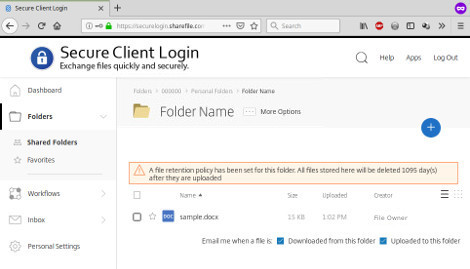 Secure Client Login
https://securelogin.sharefile.co
Search
Secure Client Login
Exchange files quickly and securely.
Help Apps Log Out
Dashboard
Folders
Shared Folders
Favorites
Workflows
Inbox
Personal Settings
Folders > 000000 > Personal Folders > Folder Name
Folder Name ... More Options
+
A file retention policy has been set for this folder. All files stored here will be deleted 1095 day(s)
after they are uploaded
Name Size Uploaded Creator
DOC sample.docx 15 KB 1:02 PM File Owner
Email me when a file is: Downloaded from this folder Uploaded to this folder